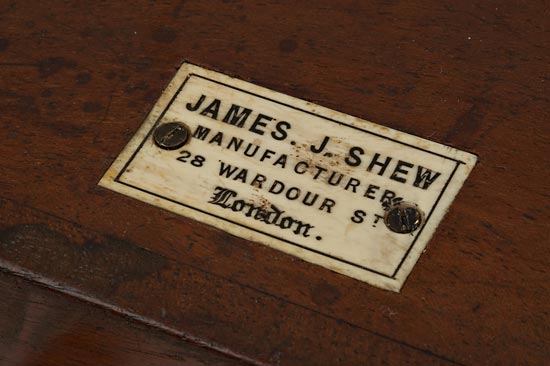 JAMES. J. SHEW
MANUFACTURER
28 WARDOUR ST
London.